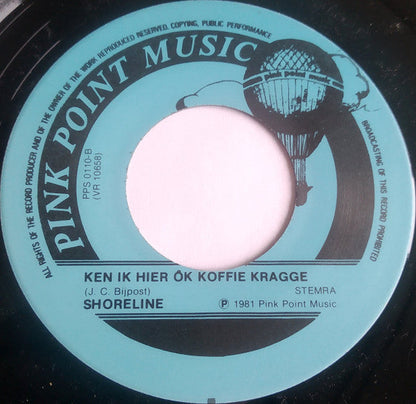 ALL RIGHTS OF THE RECORD PRODUCER AND OF THE OWNER OF THE WORK REPRODUCED RESERVED, COPYING, PUBLIC PERFORMANCE
BROADCASTING OF THIS RECORD PROHIBITED
PINK POINT MUSIC
pink point music
PPS 0110-B
(VR 10658)
KEN IK HIER ÔK KOFFIE KRAGGE
(J. C. Bijpost)
STEMRA
SHORELINE
℗ 1981 Pink Point Music